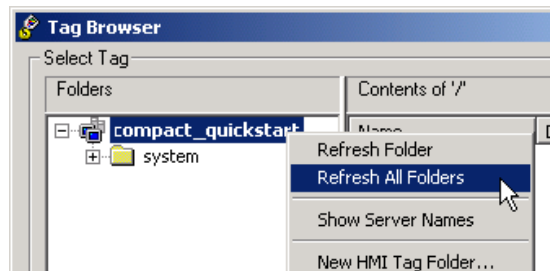 Tag Browser
Select Tag
Folders
Contents of '/'
compact_quickstart
Name
D
system
Refresh Folder
Refresh All Folders
Show Server Names
New HMI Tag Folder...